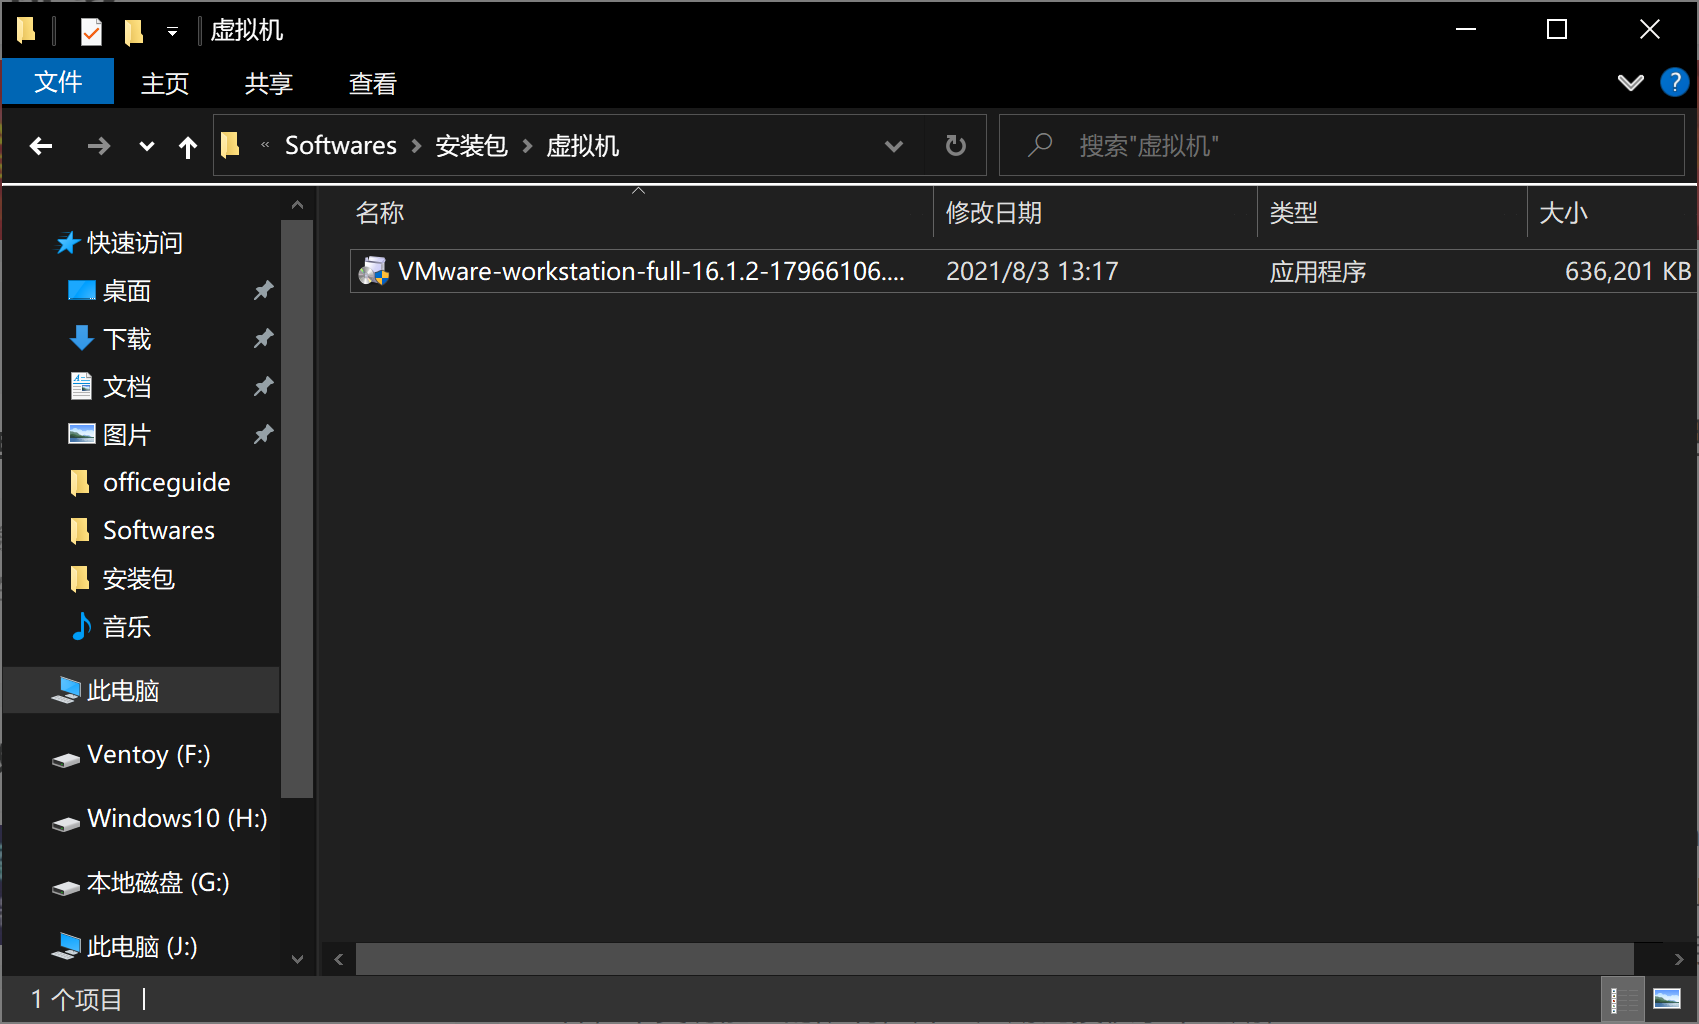 虚拟机
文件 主页 共享 查看
« Softwares › 安装包 › 虚拟机
搜索"虚拟机"
名称 修改日期 类型 大小
VMware-workstation-full-16.1.2-17966106.... 2021/8/3 13:17 应用程序 636,201 KB
快速访问
桌面
下载
文档
图片
officeguide
Softwares
安装包
音乐
此电脑
Ventoy (F:)
Windows10 (H:)
本地磁盘 (G:)
此电脑 (J:)
1 个项目